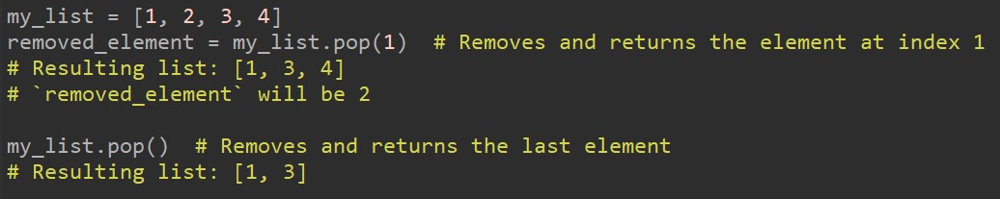 my_list = [1, 2, 3, 4]
removed_element = my_list.pop(1)  # Removes and returns the element at index 1
# Resulting list: [1, 3, 4]
# `removed_element` will be 2

my_list.pop()  # Removes and returns the last element
# Resulting list: [1, 3]